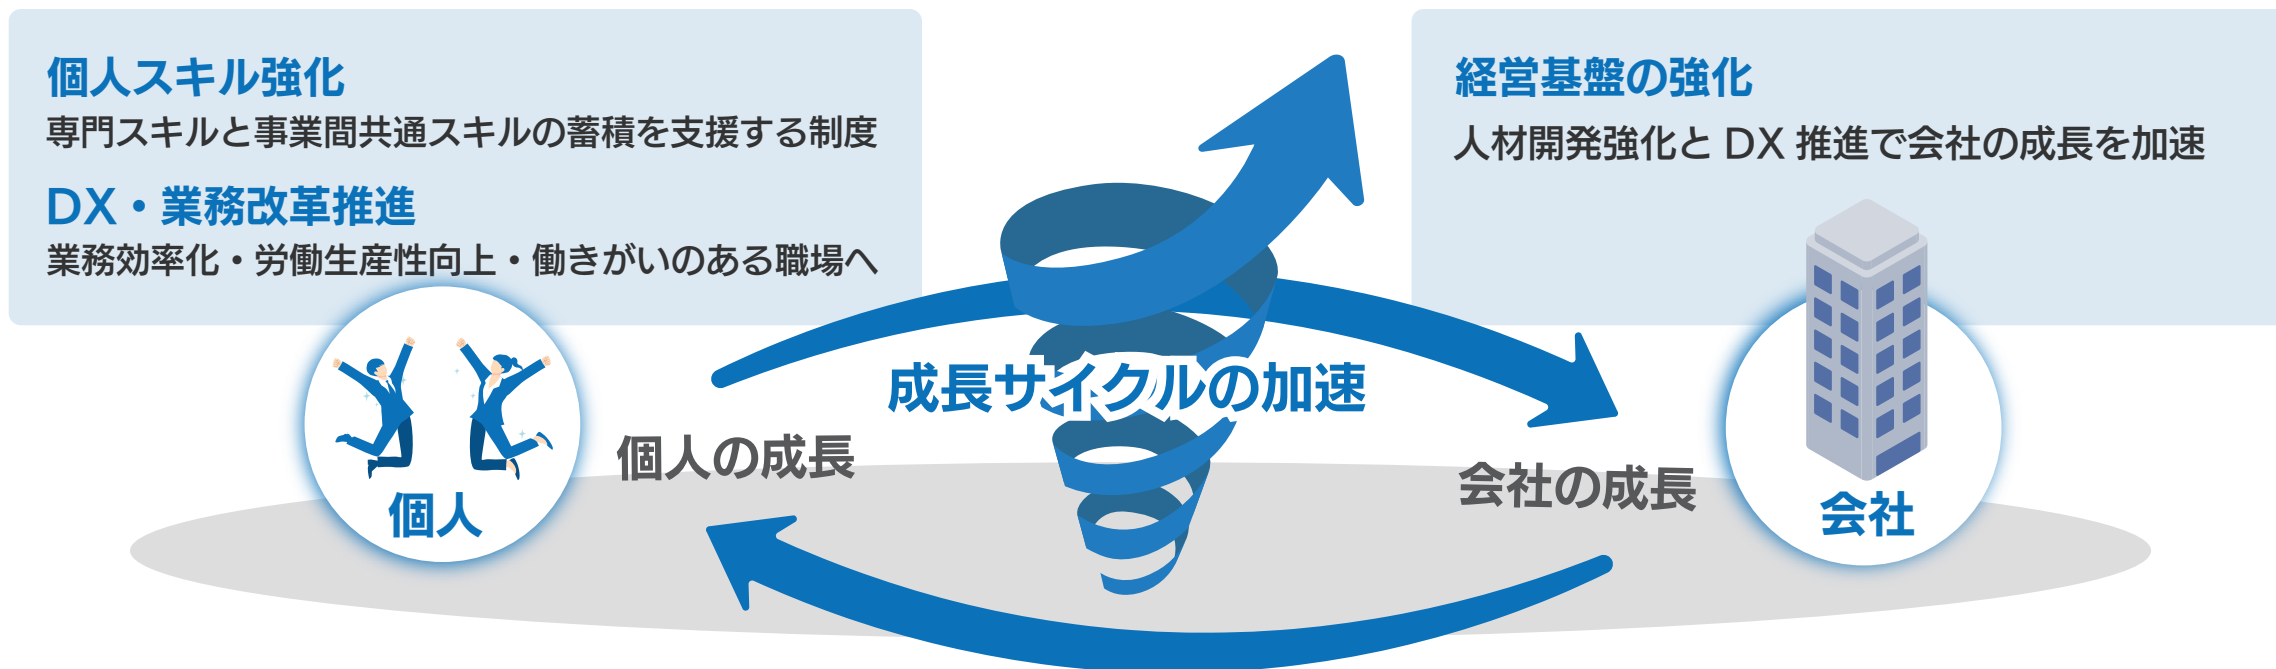 個人スキル強化
専門スキルと事業間共通スキルの蓄積を支援する制度
DX・業務改革推進
業務効率化・労働生産性向上・働きがいのある職場へ
経営基盤の強化
人材開発強化と DX 推進で会社の成長を加速
成長サイクルの加速
個人の成長
会社の成長
個人
会社